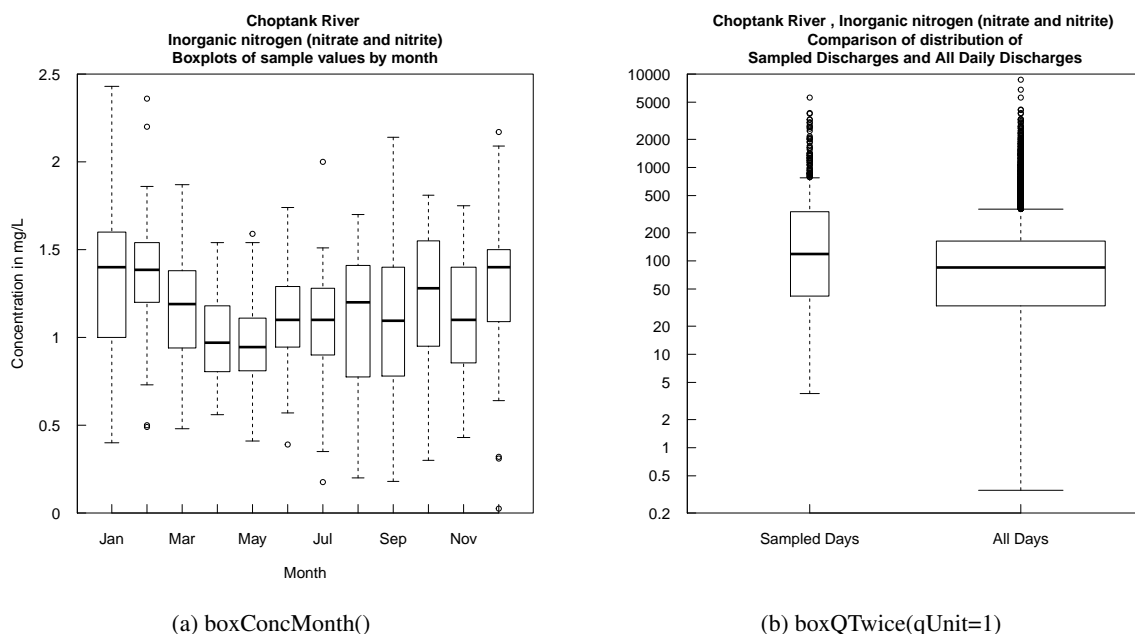 Choptank River
Inorganic nitrogen (nitrate and nitrite)
Boxplots of sample values by month
2.5
2
1.5
1
0.5
0
Concentration in mg/L
Jan
Mar
May
Jul
Sep
Nov
Month
(a) boxConcMonth()
Choptank River , Inorganic nitrogen (nitrate and nitrite)
Comparison of distribution of
Sampled Discharges and All Daily Discharges
10000
5000
2000
1000
500
200
100
50
20
10
5
2
1
0.5
0.2
Sampled Days
All Days
(b) boxQTwice(qUnit=1)